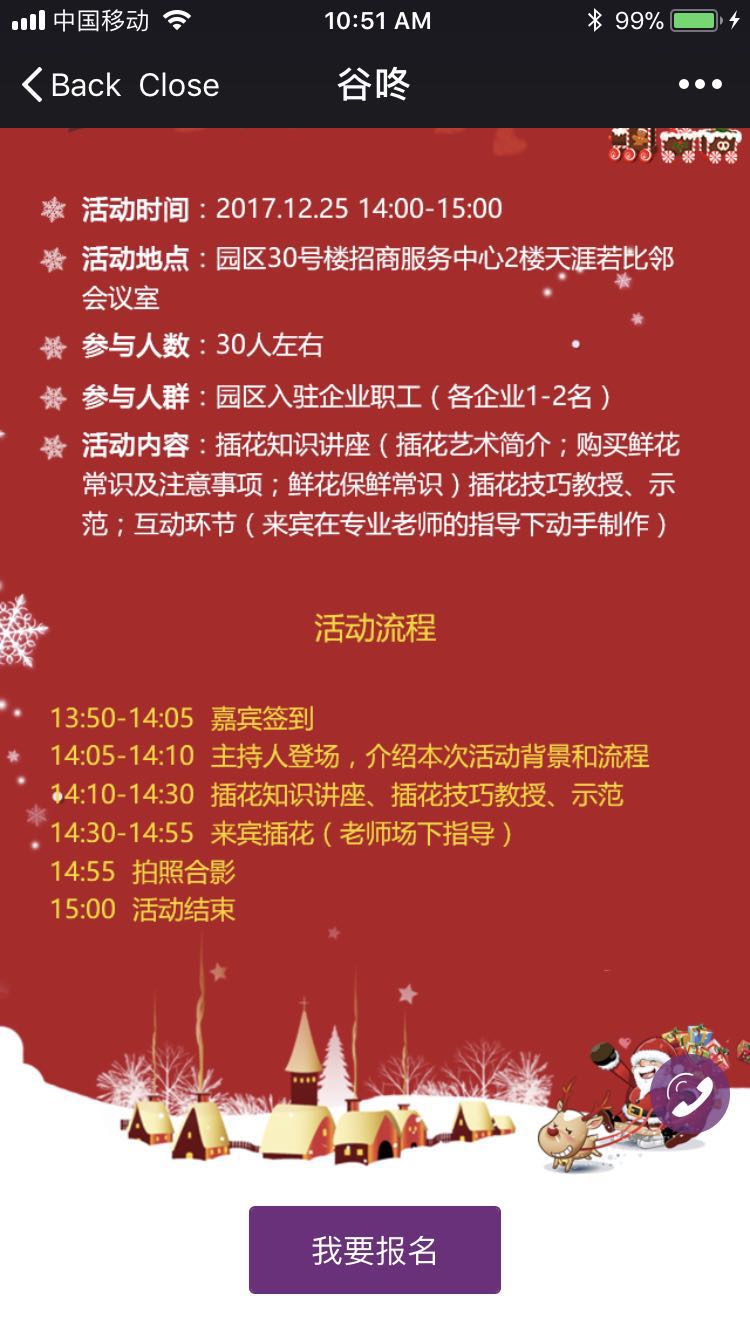 中国移动
10:51 AM
99%
Back Close
谷咚
活动时间：2017.12.25 14:00-15:00
活动地点：园区30号楼招商服务中心2楼天涯若比邻
会议室
参与人数：30人左右
参与人群：园区入驻企业职工（各企业1-2名）
活动内容：插花知识讲座（插花艺术简介；购买鲜花
常识及注意事项；鲜花保鲜常识）插花技巧教授、示
范；互动环节（来宾在专业老师的指导下动手制作）
活动流程
13:50-14:05 嘉宾签到
14:05-14:10 主持人登场，介绍本次活动背景和流程
14:10-14:30 插花知识讲座、插花技巧教授、示范
14:30-14:55 来宾插花（老师场下指导）
14:55 拍照合影
15:00 活动结束
我要报名